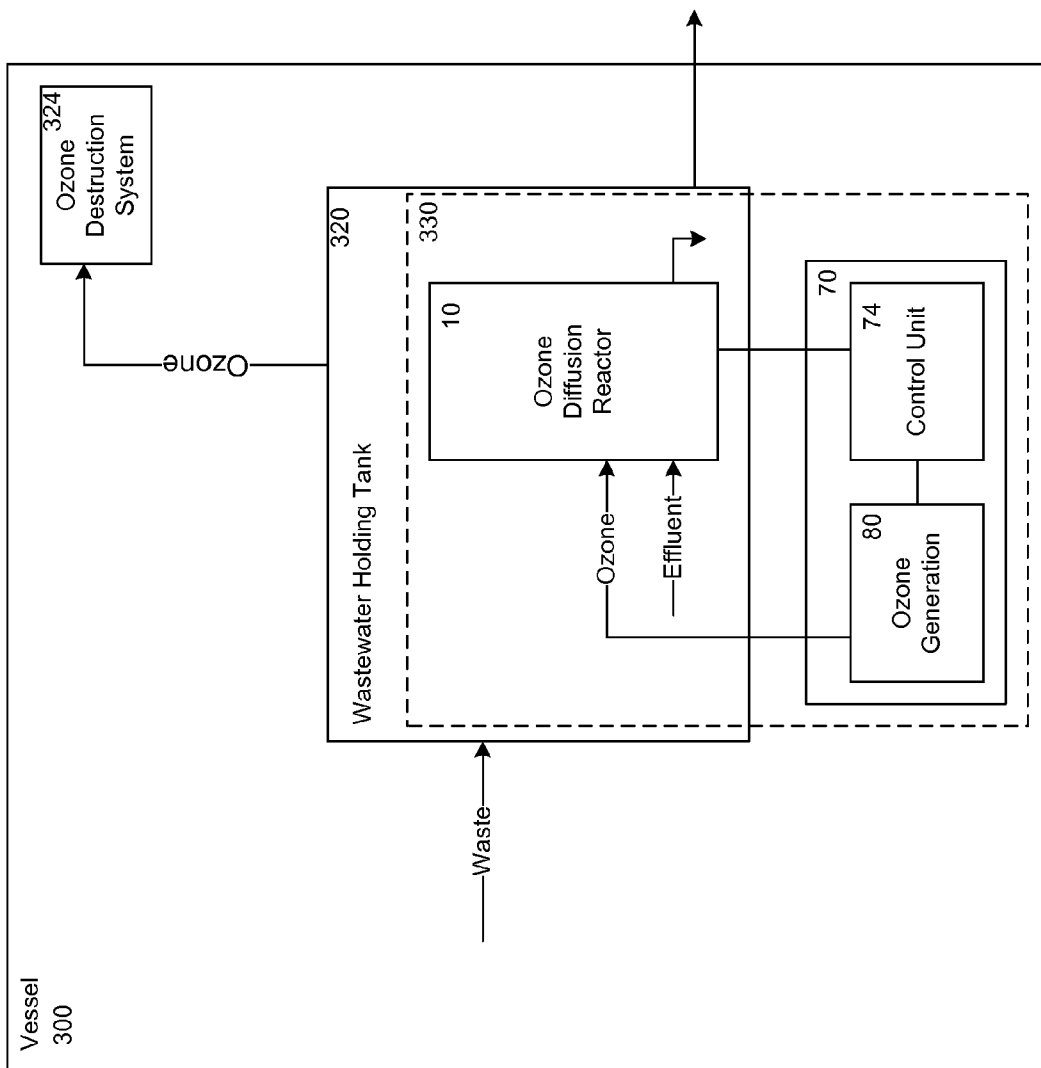 Vessel
300
Waste
Wastewater Holding Tank
320
330
Ozone
Ozone
Destruction
System
324
Ozone
Effluent
10
Ozone
Diffusion
Reactor
70
80
Ozone
Generation
74
Control Unit